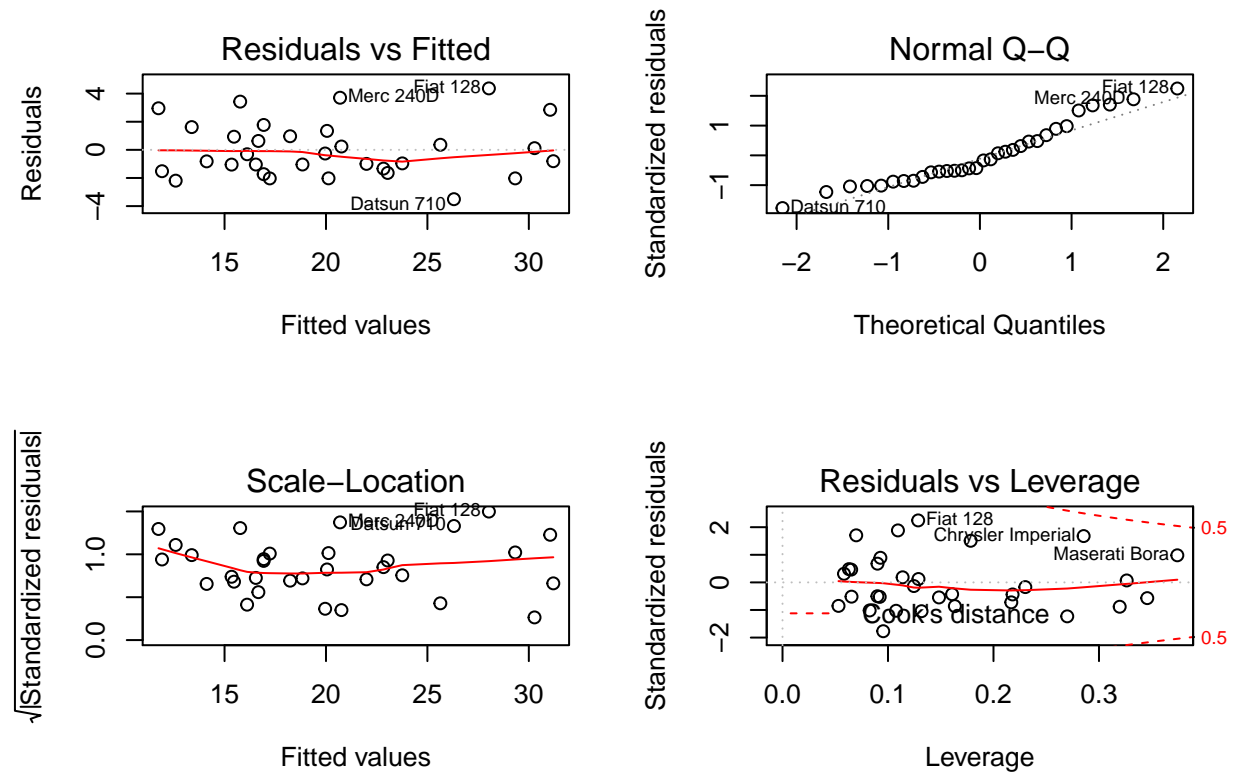 Residuals vs Fitted
Residuals
4
0
−4
Fiat 128
Merc 240D
Datsun 710
15 20 25 30
Fitted values
Normal Q−Q
Standardized residuals
1
−1
Fiat 128
Merc 240D
Datsun 710
−2 −1 0 1 2
Theoretical Quantiles
Scale−Location
√|Standardized residuals|
1.0
0.0
Fiat 128
Merc 240D
Datsun 710
15 20 25 30
Fitted values
Residuals vs Leverage
Standardized residuals
2
0
−2
Fiat 128
Chrysler Imperial
Maserati Bora
Cook's distance
0.5
0.5
0.0 0.1 0.2 0.3
Leverage